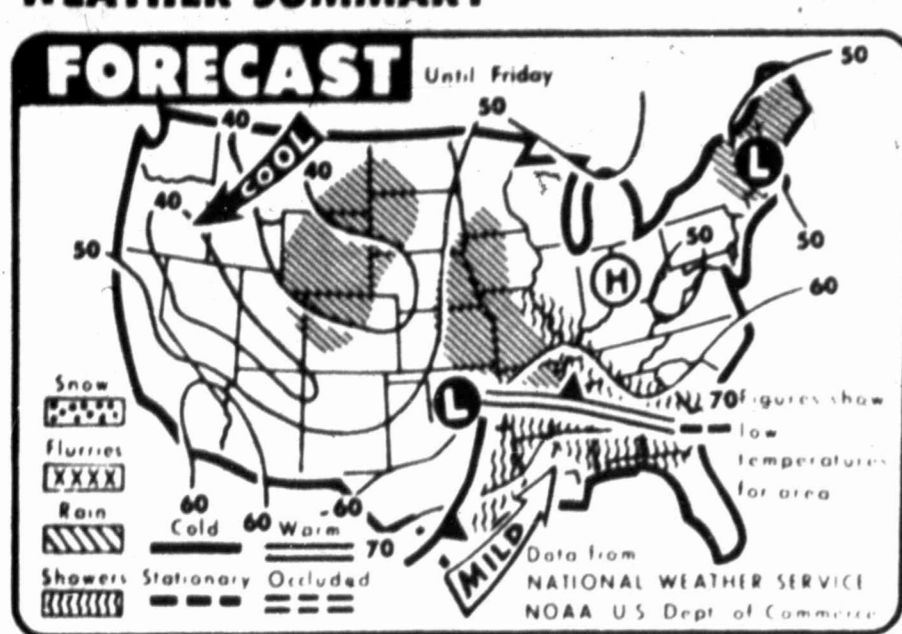 WEATHER SUMMARY
FORECAST Until Friday
50
50
40
COOL
40
L
40
50
50
50
H
60
Snow
L
70 Figures show
low
temperatures
for area
Flurries
Rain
60
60
60
Cold
Warm
70
MILD
Showers
Stationary
Occluded
Data from
NATIONAL WEATHER SERVICE
NOAA US Dept of Commerce